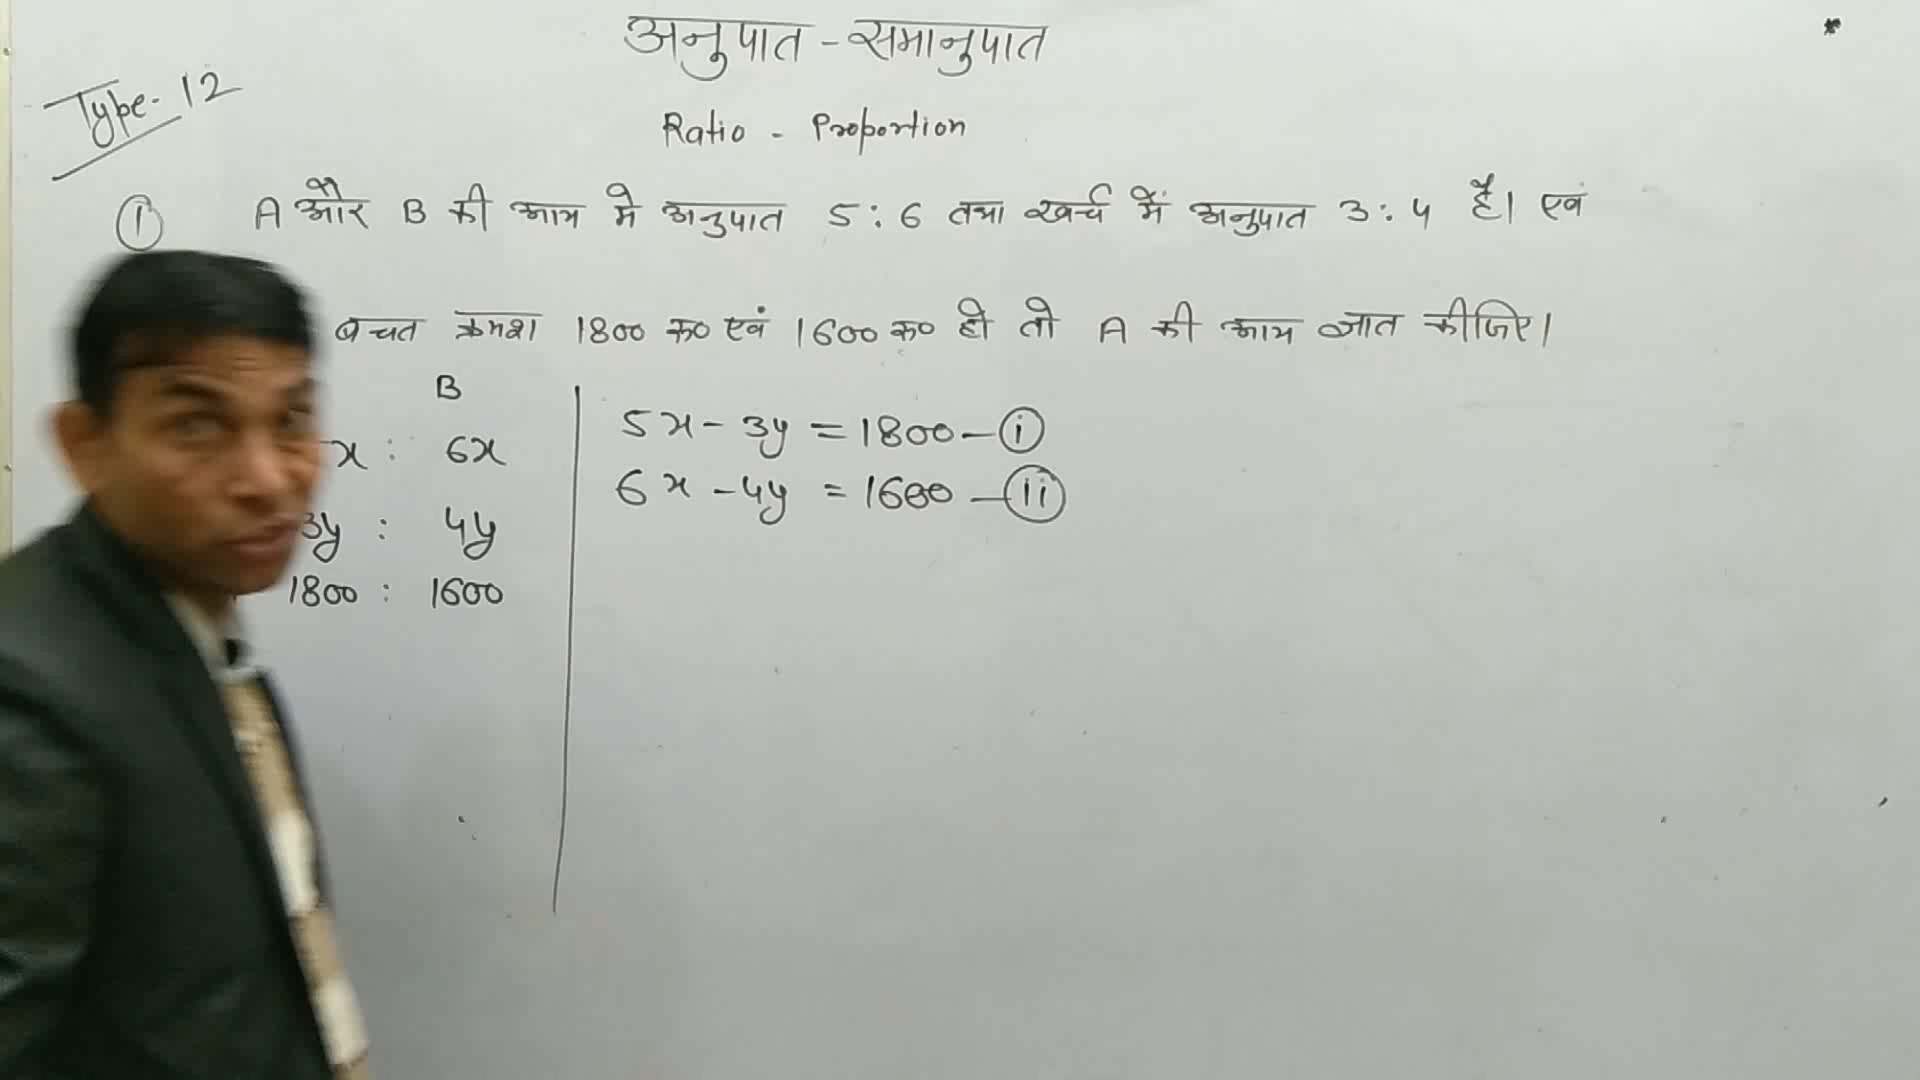 अनुपात - समानुपात
Type - 12
Ratio - Proportion
① A और B की आय मे अनुपात 5 : 6 तथा खर्च में अनुपात 3 : 4 है। एवं
बचत क्रमश 1800 रू० एवं 1600 रू० हो तो A की आय ज्ञात कीजिए।
B
x : 6x
3y : 4y
1800 : 1600
5x - 3y = 1800 - ⓘ
6x - 4y = 1600 - ⓘⓘ